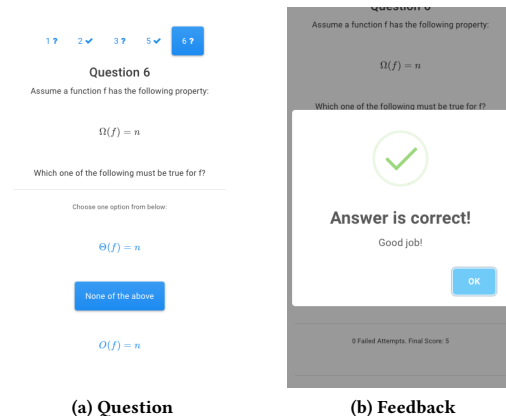 1 ? 2 ✔ 3 ? 5 ✔ 6 ?
Question 6
Assume a function f has the following property:
Ω(f) = n
Which one of the following must be true for f?
Choose one option from below:
Θ(f) = n
None of the above
O(f) = n
(a) Question
Question 6
Assume a function f has the following property:
Ω(f) = n
Which one of the following must be true for f?
Answer is correct!
Good job!
OK
0 Failed Attempts. Final Score: 5
(b) Feedback